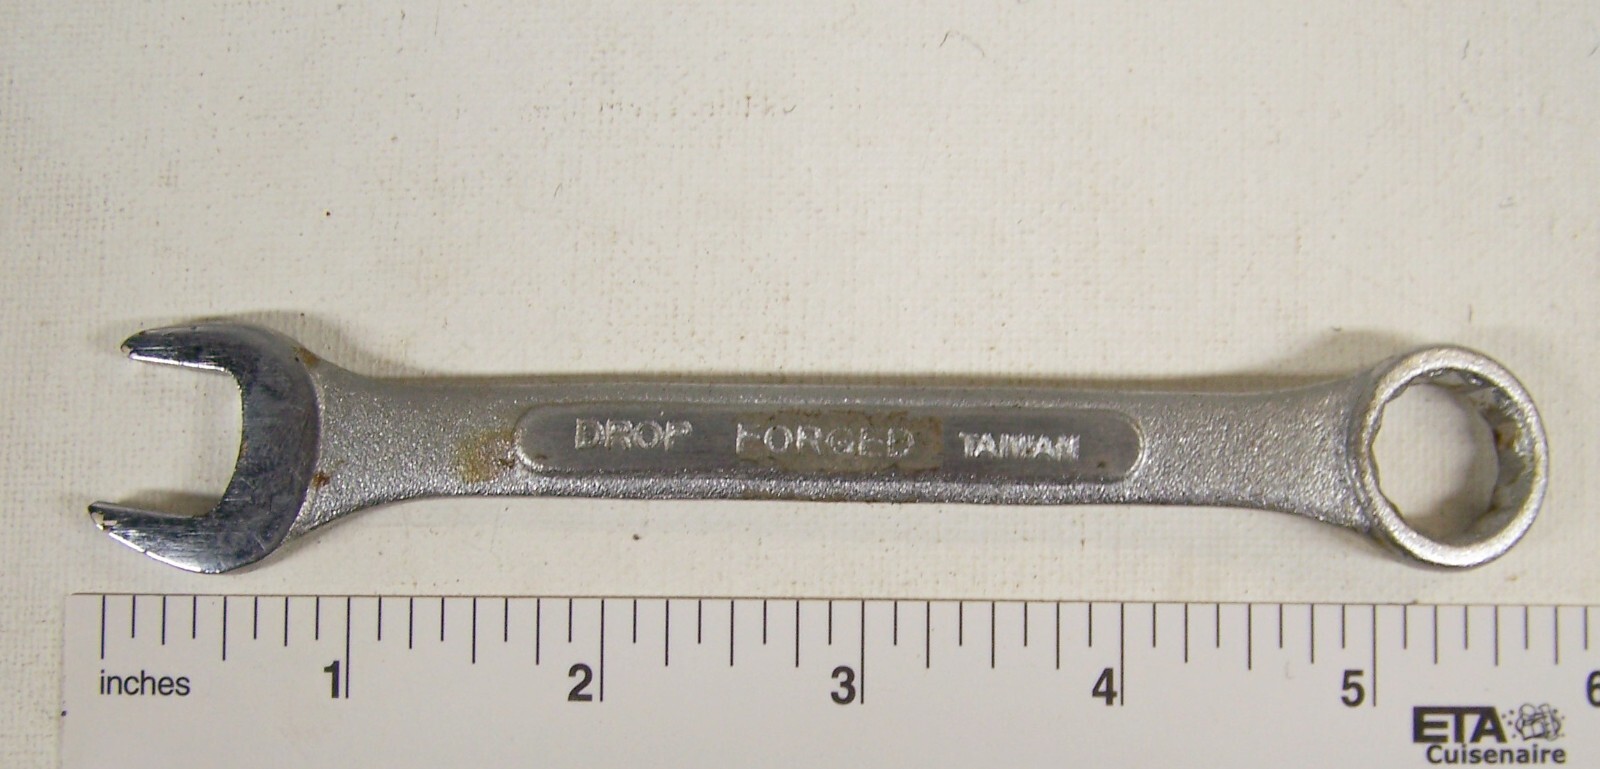 DROP FORGED TAIWAN
inches 1 2 3 4 5 6
ETA
Cuisenaire